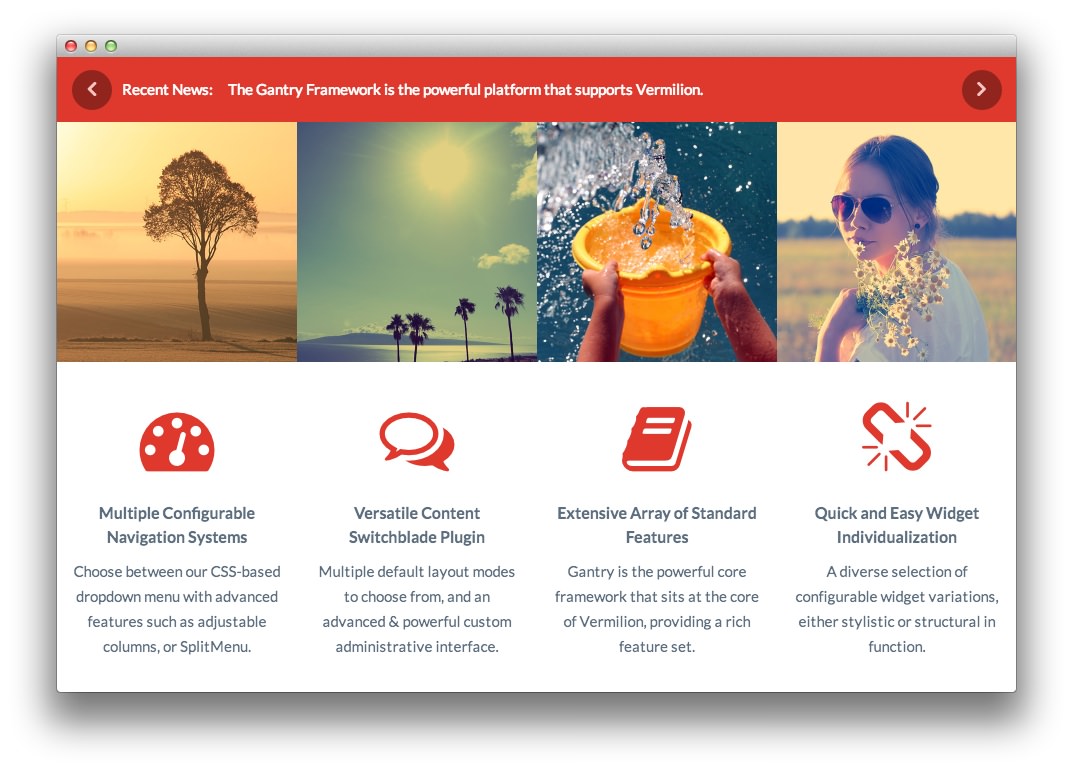 Recent News: The Gantry Framework is the powerful platform that supports Vermilion.
Multiple Configurable
Navigation Systems
Choose between our CSS-based
dropdown menu with advanced
features such as adjustable
columns, or SplitMenu.
Versatile Content
Switchblade Plugin
Multiple default layout modes
to choose from, and an
advanced & powerful custom
administrative interface.
Extensive Array of Standard
Features
Gantry is the powerful core
framework that sits at the core
of Vermilion, providing a rich
feature set.
Quick and Easy Widget
Individualization
A diverse selection of
configurable widget variations,
either stylistic or structural in
function.